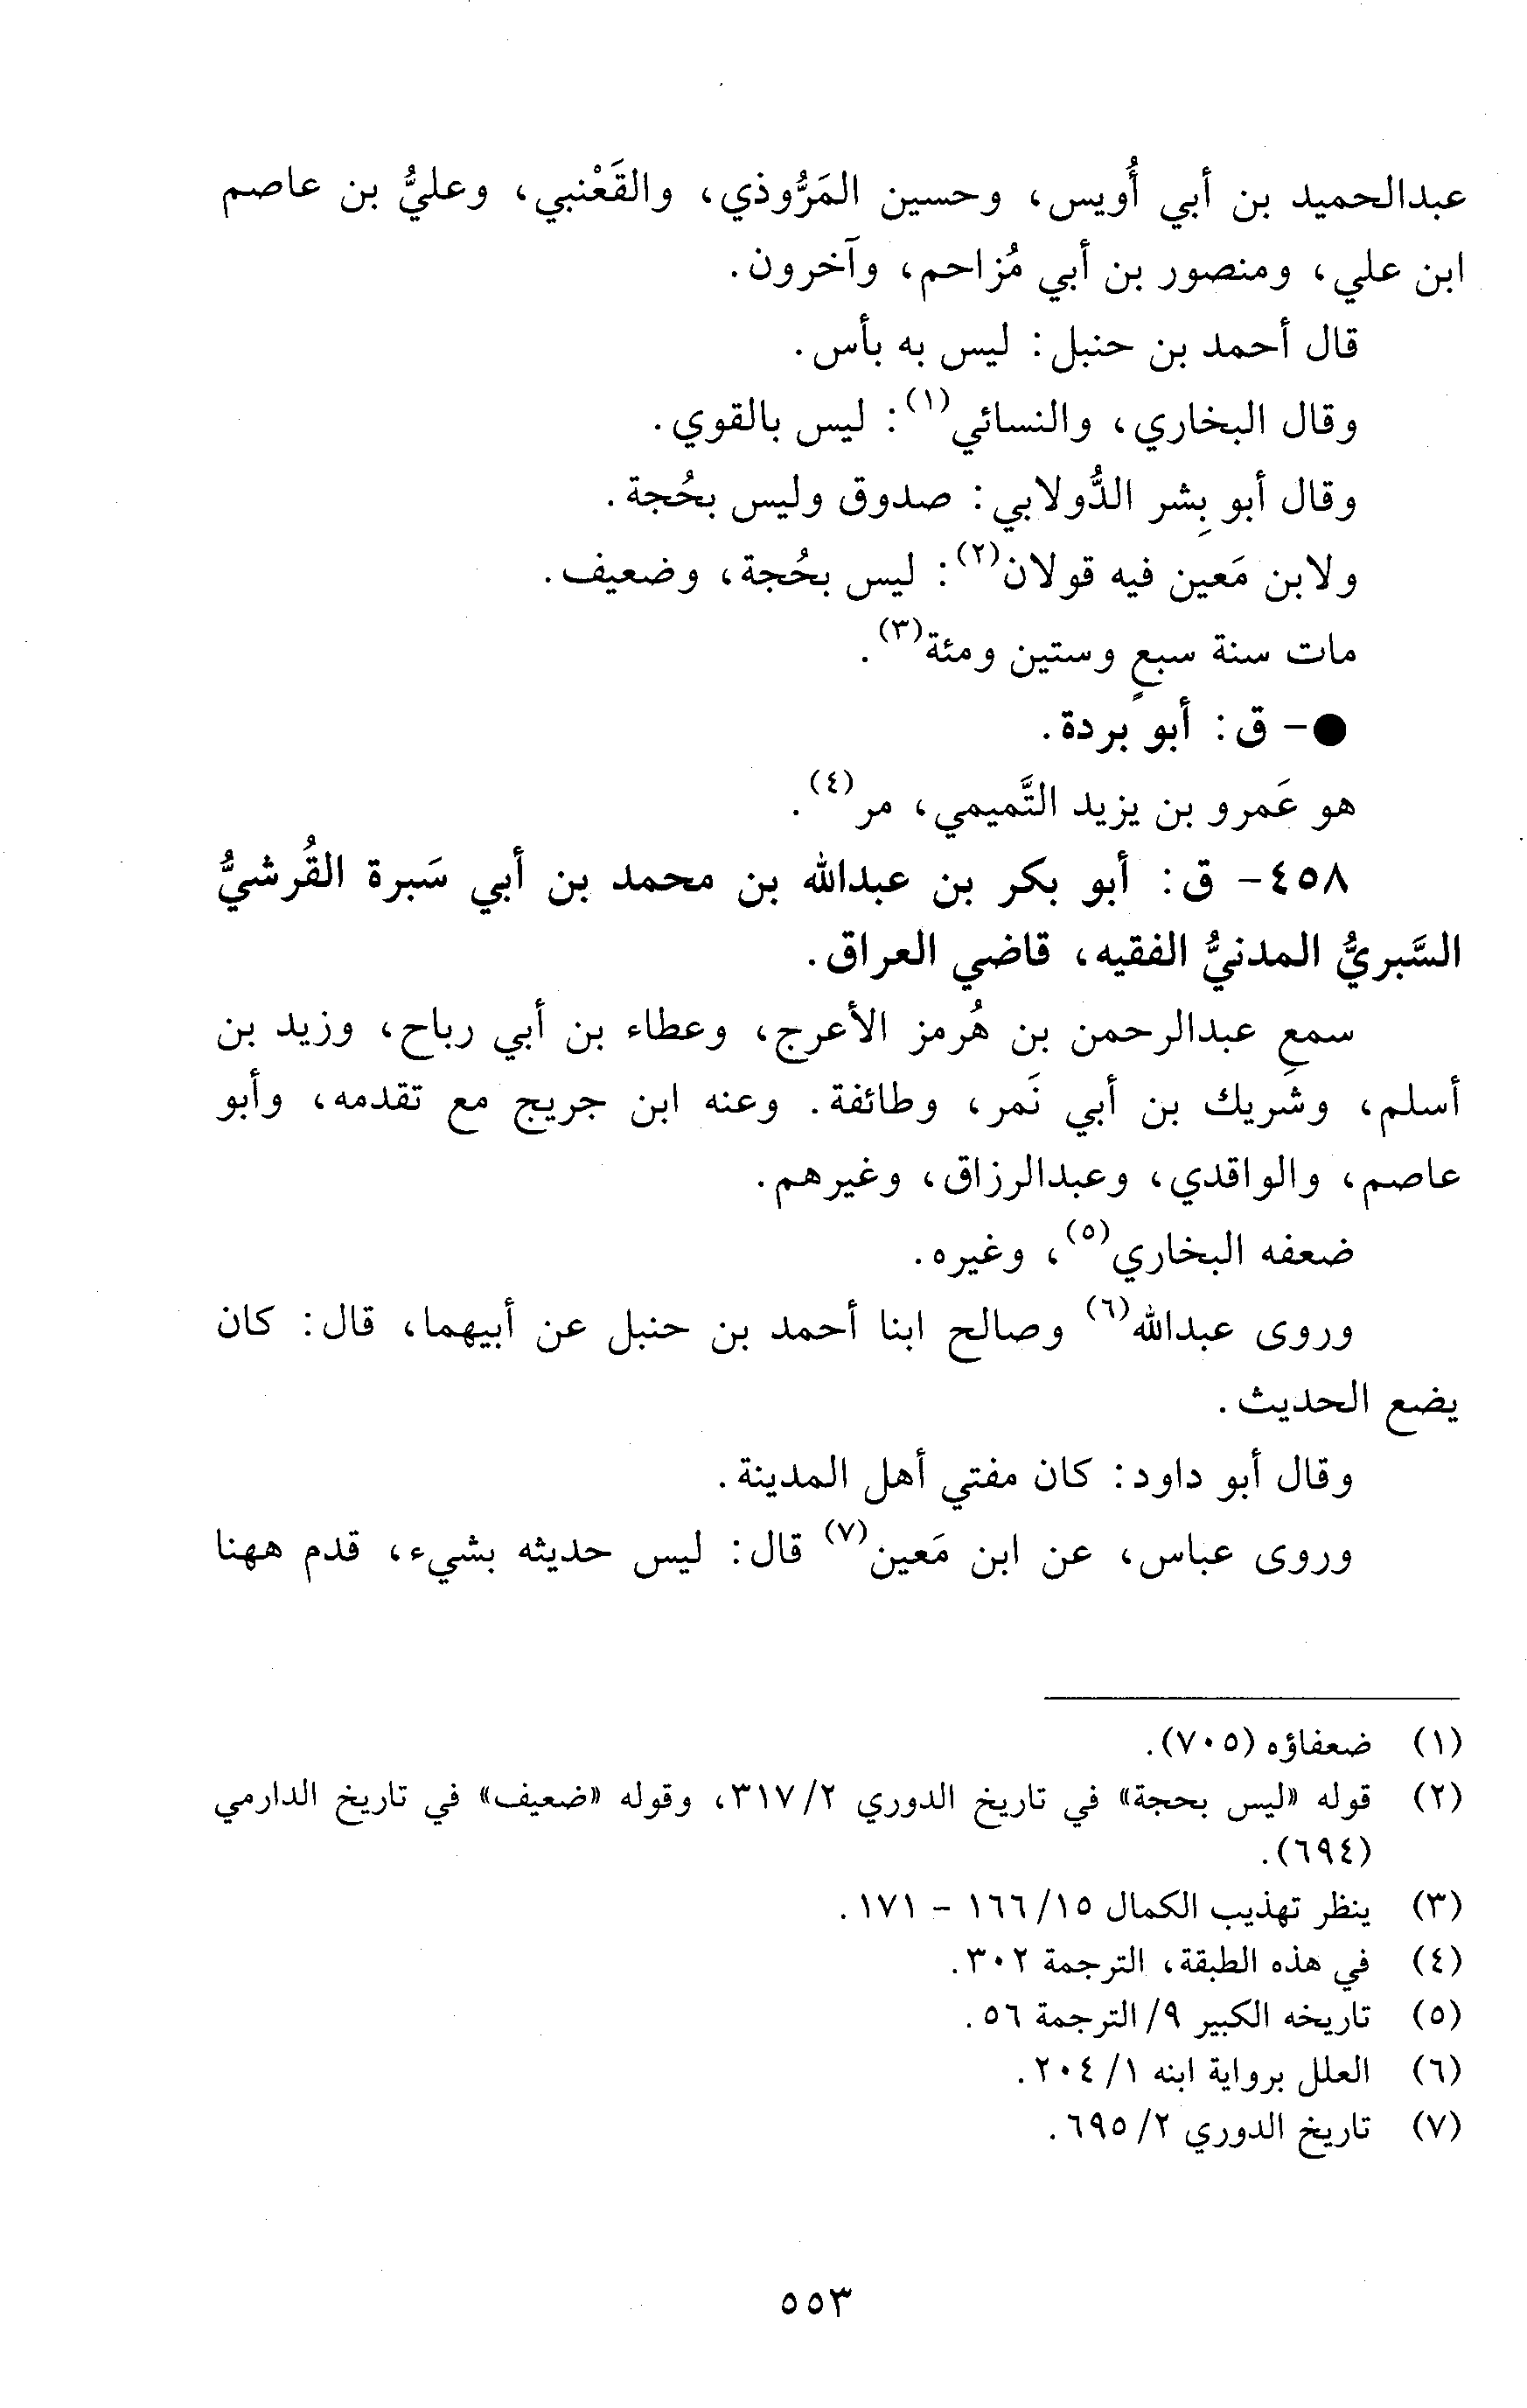 عبدالحميد بن أبي أُويس، وحسين المَرُّوذي، والقَعْنبي، وعليُّ بن عاصم
ابن علي، ومنصور بن أبي مُزاحم، وآخرون.
قال أحمد بن حنبل: ليس به بأس.
وقال البخاري، والنسائي(١): ليس بالقوي.
وقال أبو بِشر الدُّولابي: صدوق وليس بحُجة.
ولابن مَعين فيه قولان(٢): ليس بحُجة، وضعيف.
مات سنة سبعٍ وستين ومئة(٣).
●- ق: أبو بردة.
هو عَمرو بن يزيد التَّميمي، مر(٤).
٤٥٨- ق: أبو بكر بن عبدالله بن محمد بن أبي سَبرة القُرشيُّ
السَّبريُّ المدنيُّ الفقيه، قاضي العراق.
سمع عبدالرحمن بن هُرمز الأعرج، وعطاء بن أبي رباح، وزيد بن
أسلم، وشَريك بن أبي نَمر، وطائفة. وعنه ابن جريج مع تقدمه، وأبو
عاصم، والواقدي، وعبدالرزاق، وغيرهم.
ضعفه البخاري(٥)، وغيره.
وروى عبدالله(٦) وصالح ابنا أحمد بن حنبل عن أبيهما، قال: كان
يضع الحديث.
وقال أبو داود: كان مفتي أهل المدينة.
وروى عباس، عن ابن مَعين(٧) قال: ليس حديثه بشيء، قدم ههنا
(١) ضعفاؤه (٧٠٥).
(٢) قوله «ليس بحجة» في تاريخ الدوري ٢/ ٣١٧، وقوله «ضعيف» في تاريخ الدارمي
(٦٩٤).
(٣) ينظر تهذيب الكمال ١٥/ ١٦٦ - ١٧١.
(٤) في هذه الطبقة، الترجمة ٣٠٢.
(٥) تاريخه الكبير ٩/ الترجمة ٥٦.
(٦) العلل برواية ابنه ١/ ٢٠٤.
(٧) تاريخ الدوري ٢/ ٦٩٥.
٥٥٣